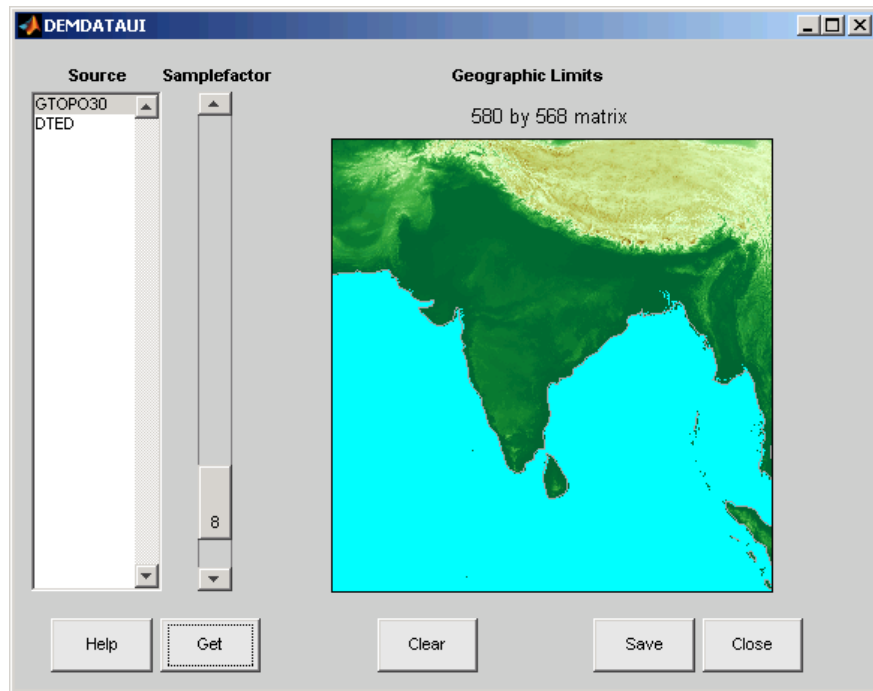 DEMDATAUI
Source Samplefactor Geographic Limits
580 by 568 matrix
GTOPO30
DTED
8
Help Get Clear Save Close